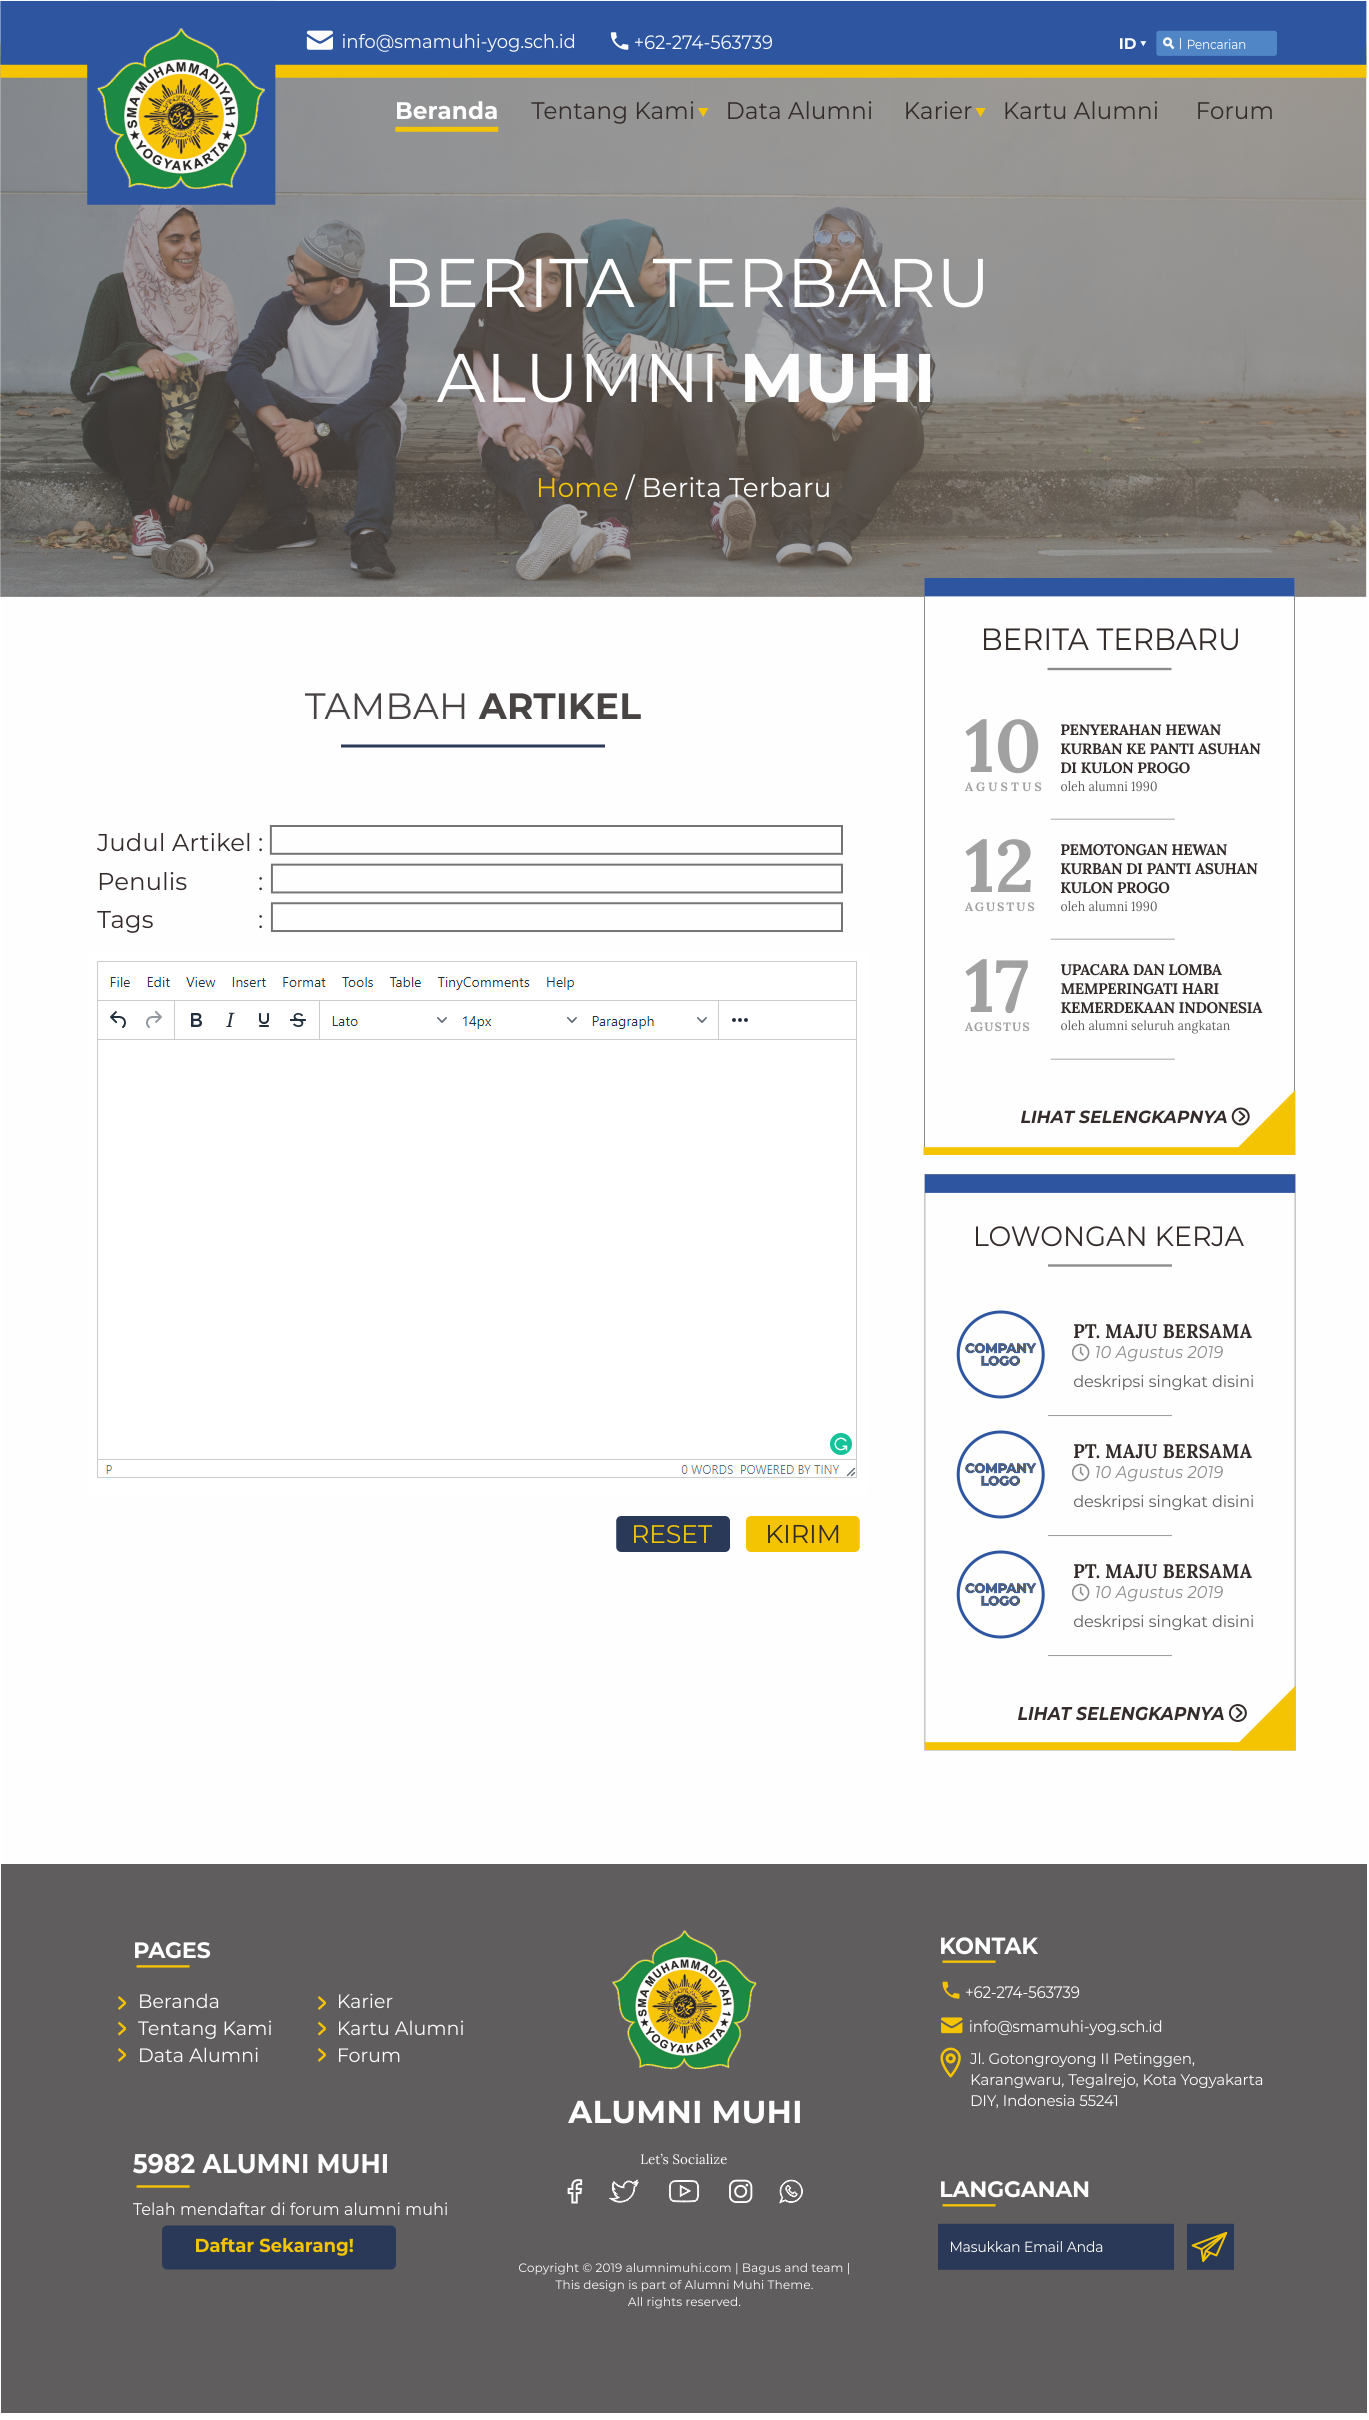 info@smamuhi-yog.sch.id
+62-274-563739
ID
Pencarian
SMA MUHAMMADIYAH 1
YOGYAKARTA
Beranda
Tentang Kami
Data Alumni
Karier
Kartu Alumni
Forum
BERITA TERBARU
ALUMNI MUHI
Home / Berita Terbaru
TAMBAH ARTIKEL
Judul Artikel :
Penulis :
Tags :
File Edit View Insert Format Tools Table TinyComments Help
B I U S Lato 14px Paragraph
P
0 WORDS POWERED BY TINY
RESET
KIRIM
BERITA TERBARU
10
AGUSTUS
PENYERAHAN HEWAN
KURBAN KE PANTI ASUHAN
DI KULON PROGO
oleh alumni 1990
12
AGUSTUS
PEMOTONGAN HEWAN
KURBAN DI PANTI ASUHAN
KULON PROGO
oleh alumni 1990
17
AGUSTUS
UPACARA DAN LOMBA
MEMPERINGATI HARI
KEMERDEKAAN INDONESIA
oleh alumni seluruh angkatan
LIHAT SELENGKAPNYA
LOWONGAN KERJA
COMPANY
LOGO
PT. MAJU BERSAMA
10 Agustus 2019
deskripsi singkat disini
COMPANY
LOGO
PT. MAJU BERSAMA
10 Agustus 2019
deskripsi singkat disini
COMPANY
LOGO
PT. MAJU BERSAMA
10 Agustus 2019
deskripsi singkat disini
LIHAT SELENGKAPNYA
PAGES
Beranda
Tentang Kami
Data Alumni
Karier
Kartu Alumni
Forum
5982 ALUMNI MUHI
Telah mendaftar di forum alumni muhi
Daftar Sekarang!
SMA MUHAMMADIYAH 1
YOGYAKARTA
ALUMNI MUHI
Let's Socialize
Copyright © 2019 alumnimuhi.com | Bagus and team |
This design is part of Alumni Muhi Theme.
All rights reserved.
KONTAK
+62-274-563739
info@smamuhi-yog.sch.id
Jl. Gotongroyong II Petinggen,
Karangwaru, Tegalrejo, Kota Yogyakarta
DIY, Indonesia 55241
LANGGANAN
Masukkan Email Anda